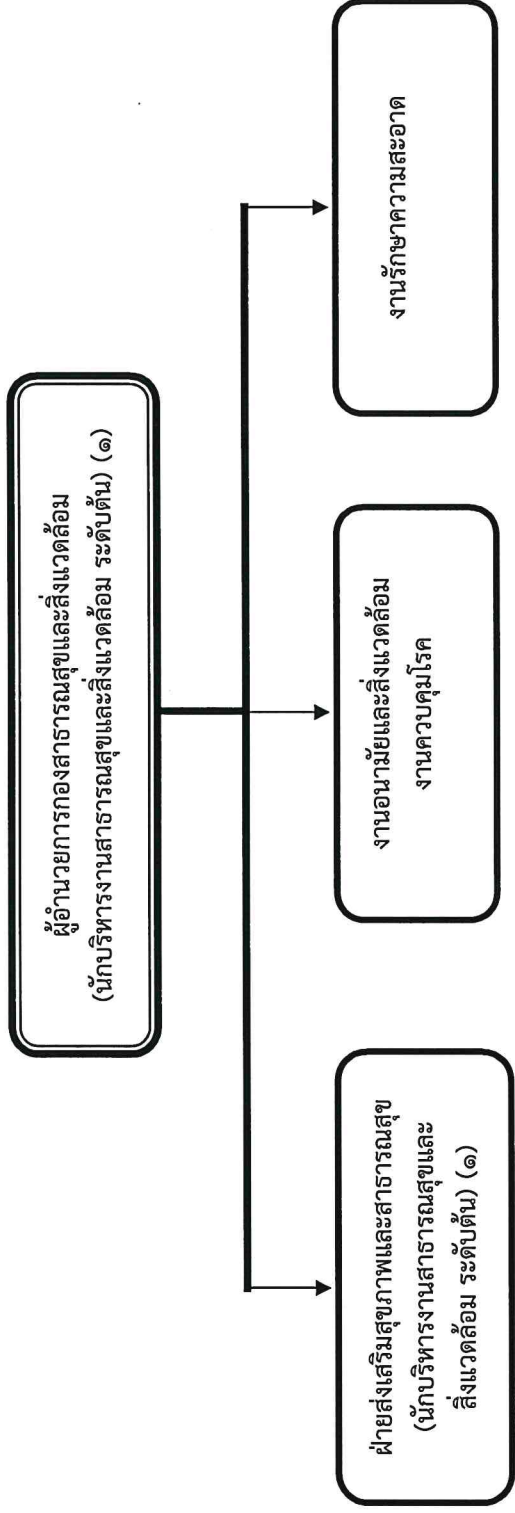 ผู้อำนวยการกองสาธารณสุขและสิ่งแวดล้อม
(นักบริหารงานสาธารณสุขและสิ่งแวดล้อม ระดับต้น) (๑)
ฝ่ายส่งเสริมสุขภาพและสาธารณสุข
(นักบริหารงานสาธารณสุขและ
สิ่งแวดล้อม ระดับต้น) (๑)
งานอนามัยและสิ่งแวดล้อม
งานควบคุมโรค
งานรักษาความสะอาด